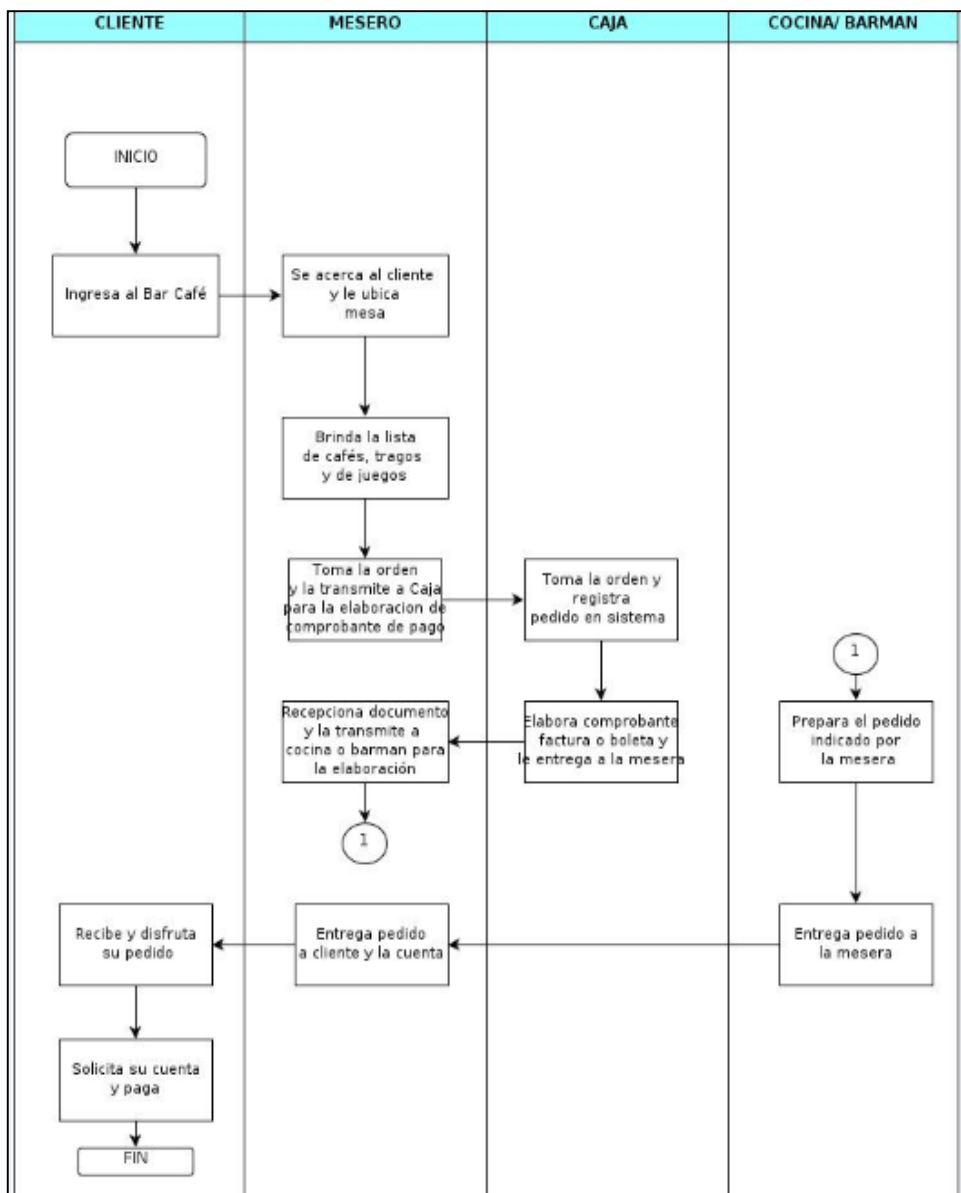 CLIENTE
MESERO
CAJA
COCINA/ BARMAN
INICIO
Ingresa al Bar Café
Se acerca al cliente
y le ubica
mesa
Brinda la lista
de cafés, tragos
y de juegos
Toma la orden
y la transmite a Caja
para la elaboracion de
comprobante de pago
Toma la orden y
registra
pedido en sistema
1
Recepciona documento
y la transmite a
cocina o barman para
la elaboración
Elabora comprobante
factura o boleta y
le entrega a la mesera
Prepara el pedido
indicado por
la mesera
1
Recibe y disfruta
su pedido
Entrega pedido
a cliente y la cuenta
Entrega pedido a
la mesera
Solicita su cuenta
y paga
FIN